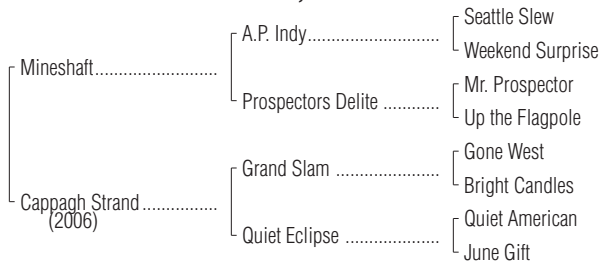 Seattle Slew
A.P. Indy............................
Weekend Surprise
Mineshaft..........................
Mr. Prospector
Prospectors Delite ............
Up the Flagpole
Gone West
Grand Slam ......................
Bright Candles
Cappagh Strand................
(2006)
Quiet American
Quiet Eclipse ....................
June Gift